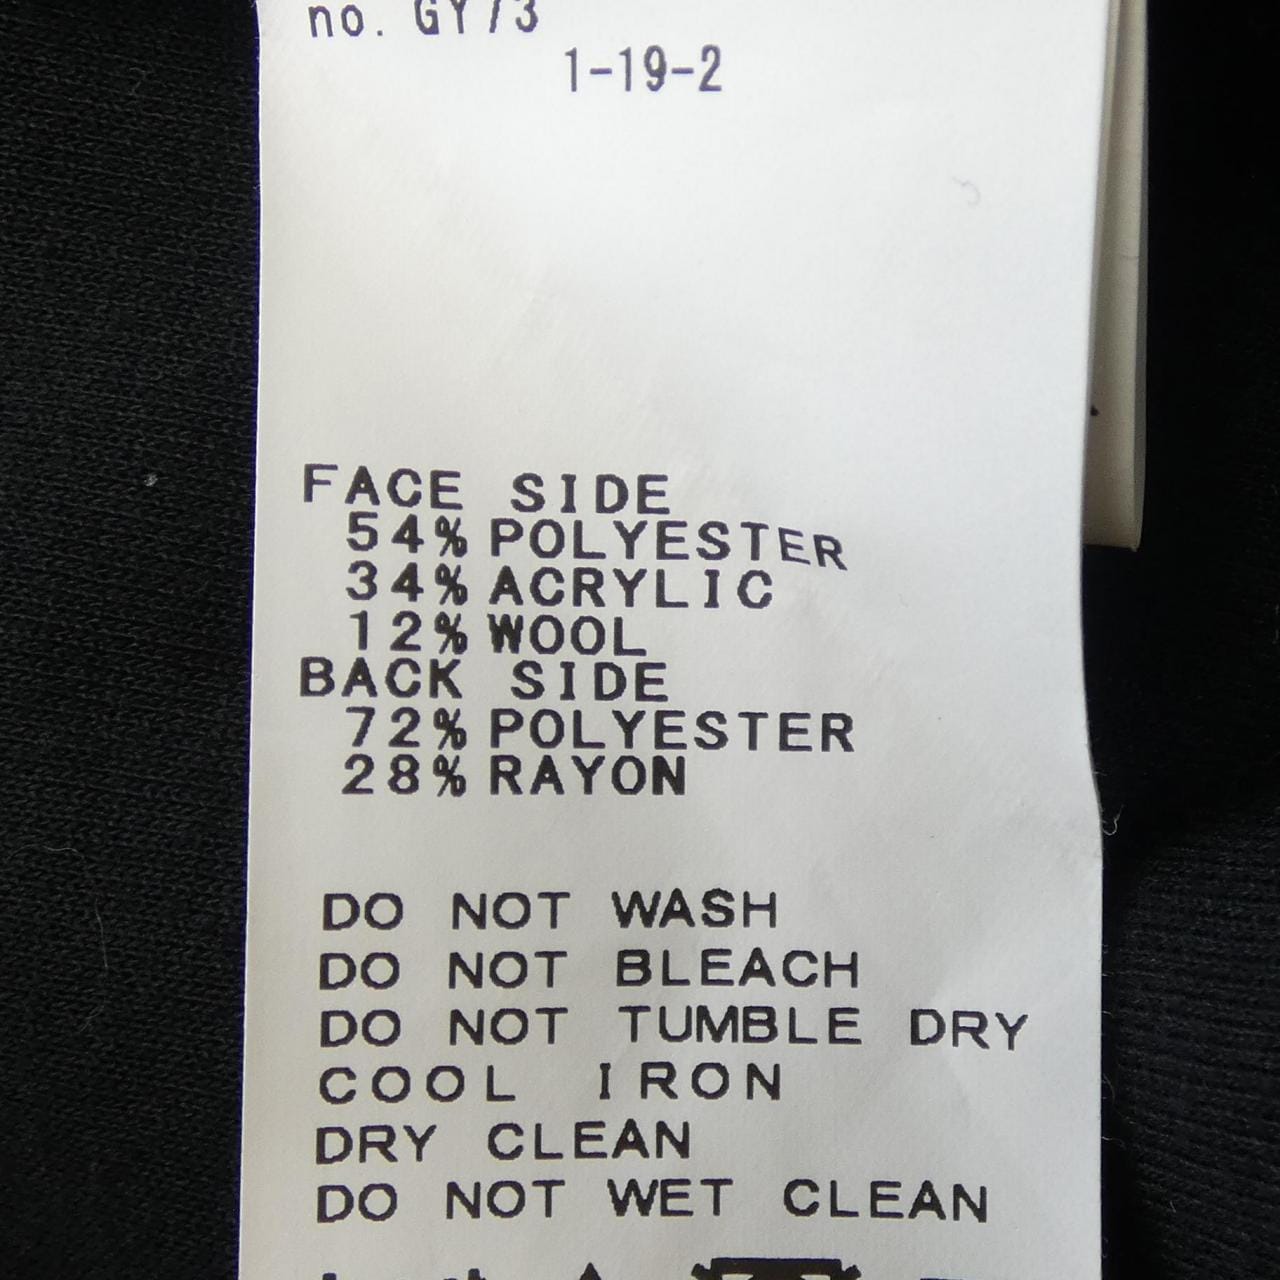 no. GY73
1-19-2
FACE SIDE
54% POLYESTER
34% ACRYLIC
12% WOOL
BACK SIDE
72% POLYESTER
28% RAYON
DO NOT WASH
DO NOT BLEACH
DO NOT TUMBLE DRY
COOL IRON
DRY CLEAN
DO NOT WET CLEAN